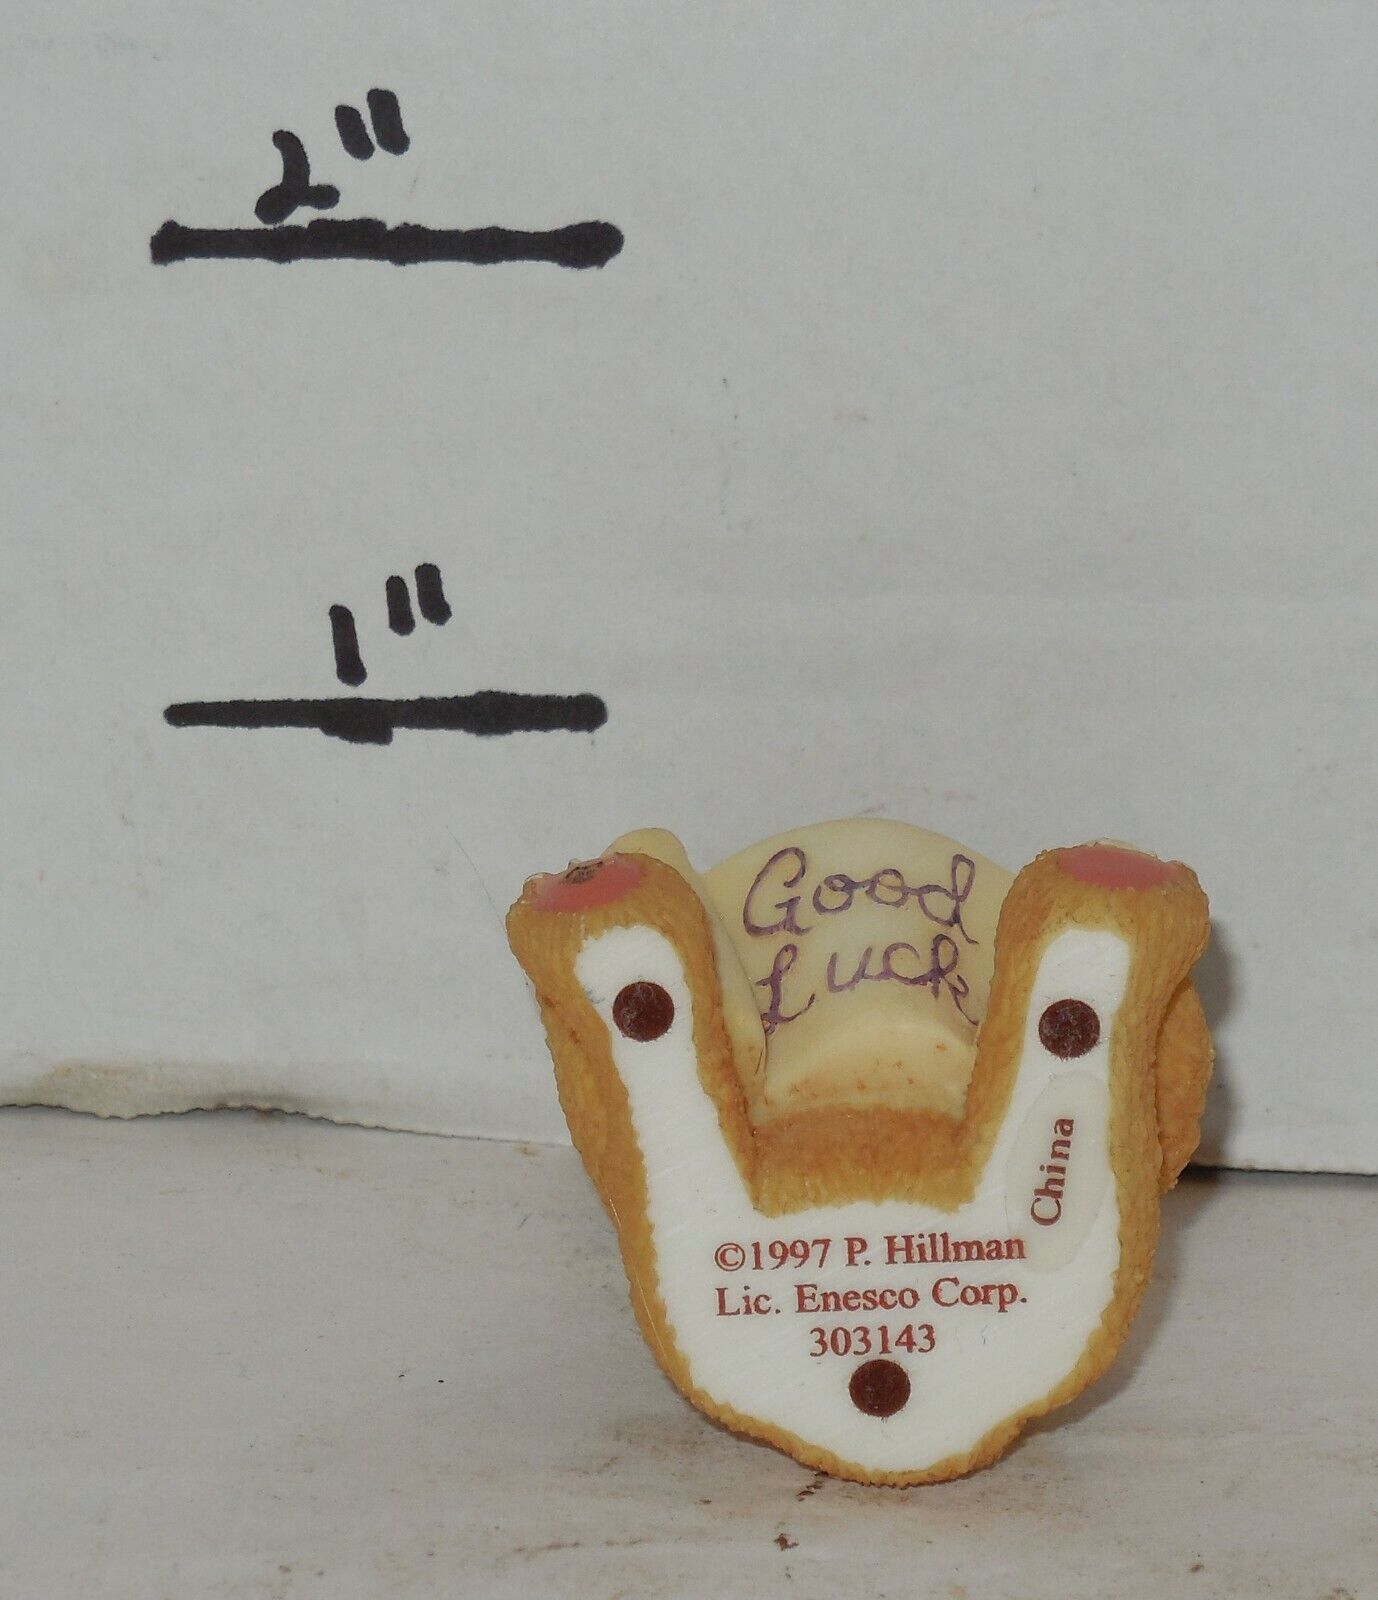 2"
1"
Good
Luck
China
©1997 P. Hillman
Lic. Enesco Corp.
303143